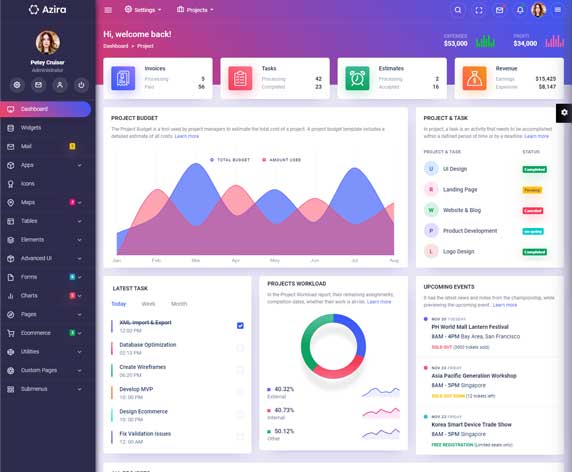 Azira
Settings
Projects
Petey Cruiser
Administrator
Hi, welcome back!
Dashboard > Project
EXPENSES
$53,000
PROFIT
$34,000
Dashboard
Widgets
Mail
Apps
Icons
Maps
Tables
Elements
Advanced UI
Forms
Charts
Pages
Ecommerce
Utilities
Custom Pages
Submenus
Invoices
Processing 5
Paid 56
Tasks
Processing 42
Completed 23
Estimates
Processing 2
Accepted 16
Revenue
Earnings $15,425
Expensive $8,147
PROJECT BUDGET
The Project Budget is a tool used by project managers to estimate the total cost of a project. A project budget template includes a
detailed estimate of all costs. Learn more
TOTAL BUDGET AMOUNT USED
Jan Feb Mar Apr May Jun Jul Aug
PROJECT & TASK
In project, a task is an activity that needs to be accomplished
within a defined period of time or by a deadline. Learn more
PROJECT & TASK STATUS
U UI Design Completed
R Landing Page Pending
W Website & Blog Canceled
P Product Development on-going
L Logo Design Completed
LATEST TASK
Today Week Month
XML Import & Export
12:00 PM
Database Optimization
02:13 PM
Create Wireframes
06:20 PM
Develop MVP
10:00 PM
Design Ecommerce
10:00 PM
Fix Validation Issues
12:00 AM
PROJECTS WORKLOAD
In the Project Workload report, their remaining assignments,
competion dates, whether their work is at risk. Learn more
40.32%
External
40.73%
Internal
50.12%
Other
UPCOMING EVENTS
It has the latest news and notes from the championship, while
previewing the upcoming event. Learn more
NOV 20 TUESDAY
PH World Mall Lantern Festival
8AM - 4PM Bay Area, San Francisco
SOLD OUT (3000 tickets sold)
NOV 23 FRIDAY
Asia Pacific Generation Workshop
8AM - 5PM Singapore
SOLD OUT SOON (12 tickets left)
NOV 23 FRIDAY
Korea Smart Device Trade Show
8AM - 5PM Singapore
FREE REGISTRATION (Limited seats only)